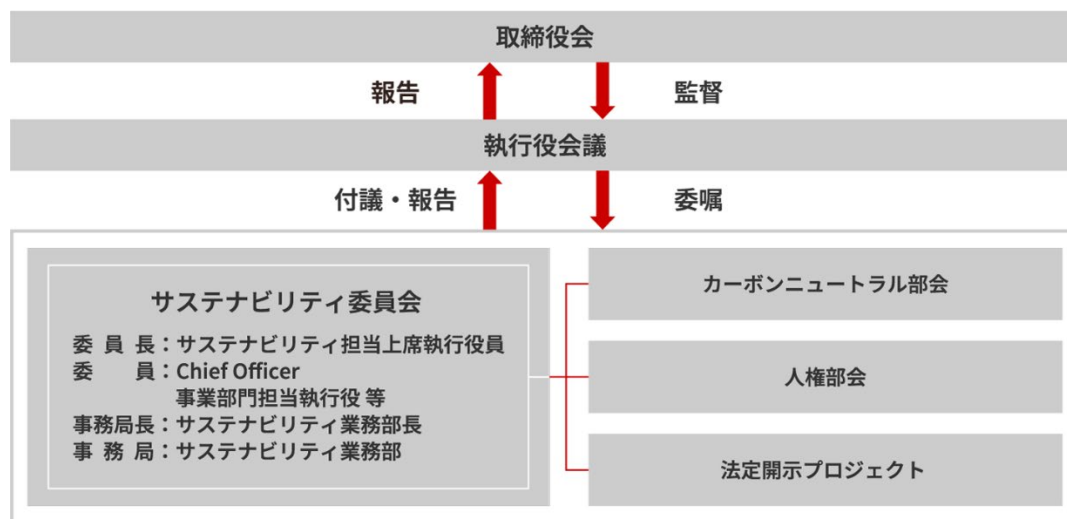 取締役会
報告
監督
執行役会議
付議・報告
委嘱
サステナビリティ委員会
委員長：サステナビリティ担当上席執行役員
委員：Chief Officer
事業部門担当執行役 等
事務局長：サステナビリティ業務部長
事務局：サステナビリティ業務部
カーボンニュートラル部会
人権部会
法定開示プロジェクト